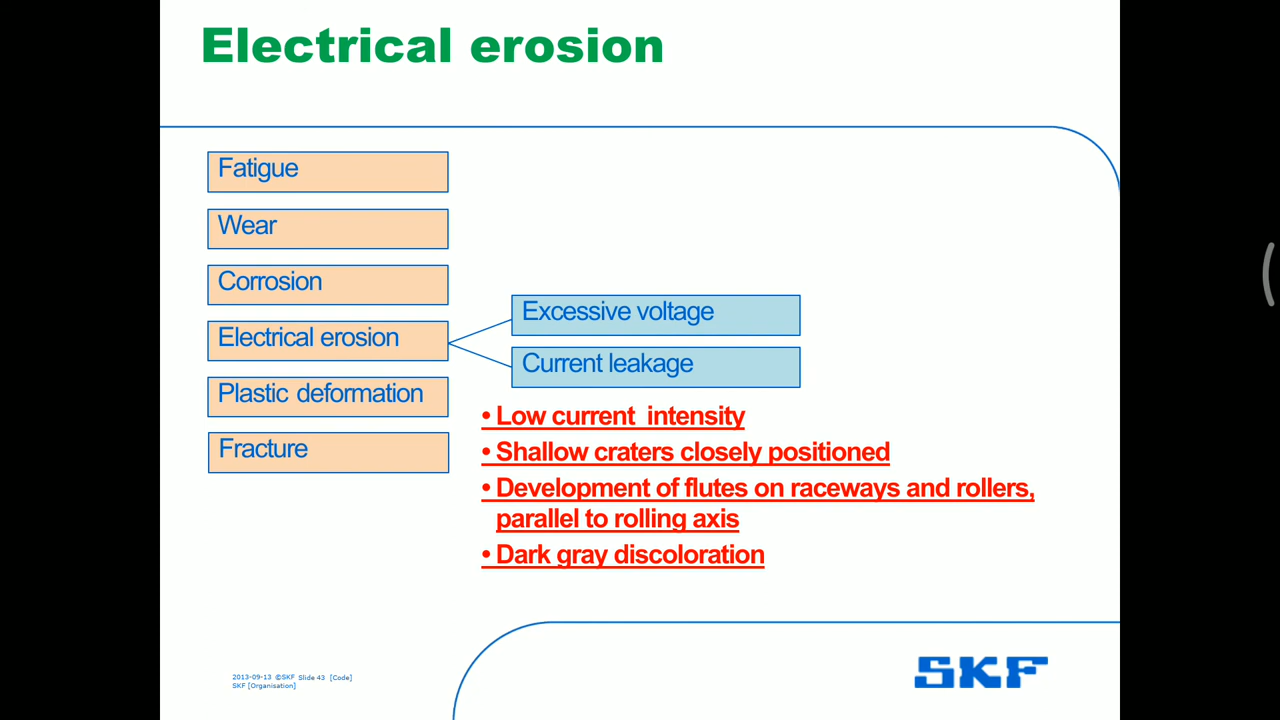 Electrical erosion
Fatigue
Wear
Corrosion
Electrical erosion
Plastic deformation
Fracture
Excessive voltage
Current leakage
• Low current  intensity
• Shallow craters closely positioned
• Development of flutes on raceways and rollers,
parallel to rolling axis
• Dark gray discoloration
2013-09-13 ©SKF Slide 43 [Code]
SKF [Organisation]
SKF